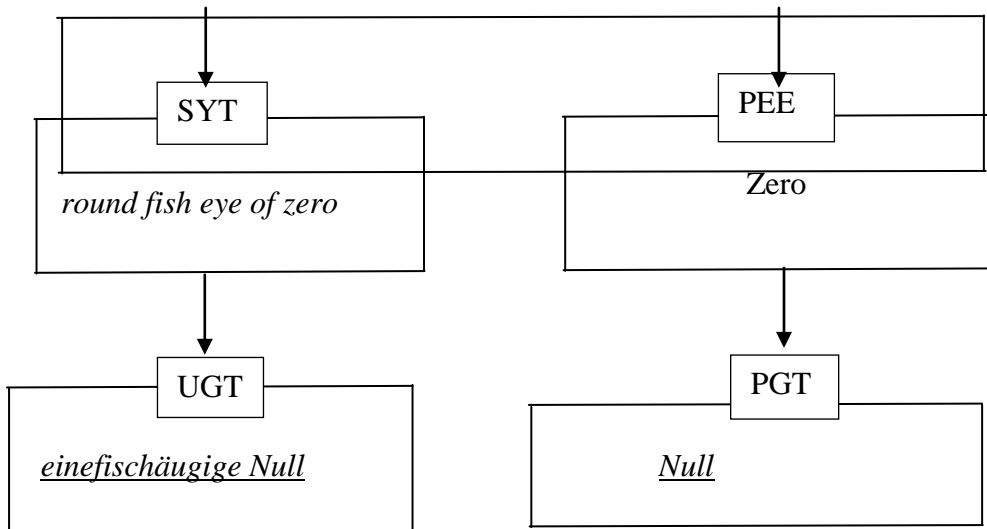 SYT
PEE
round fish eye of zero
Zero
UGT
PGT
einefischäugige Null
Null